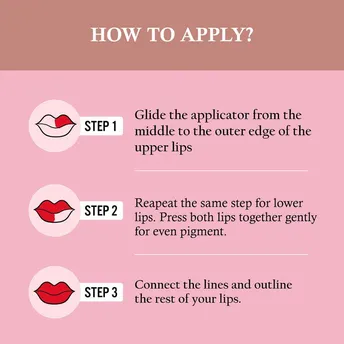 HOW TO APPLY?
STEP 1
Glide the applicator from the
middle to the outer edge of the
upper lips
STEP 2
Reapeat the same step for lower
lips. Press both lips together gently
for even pigment.
STEP 3
Connect the lines and outline
the rest of your lips.